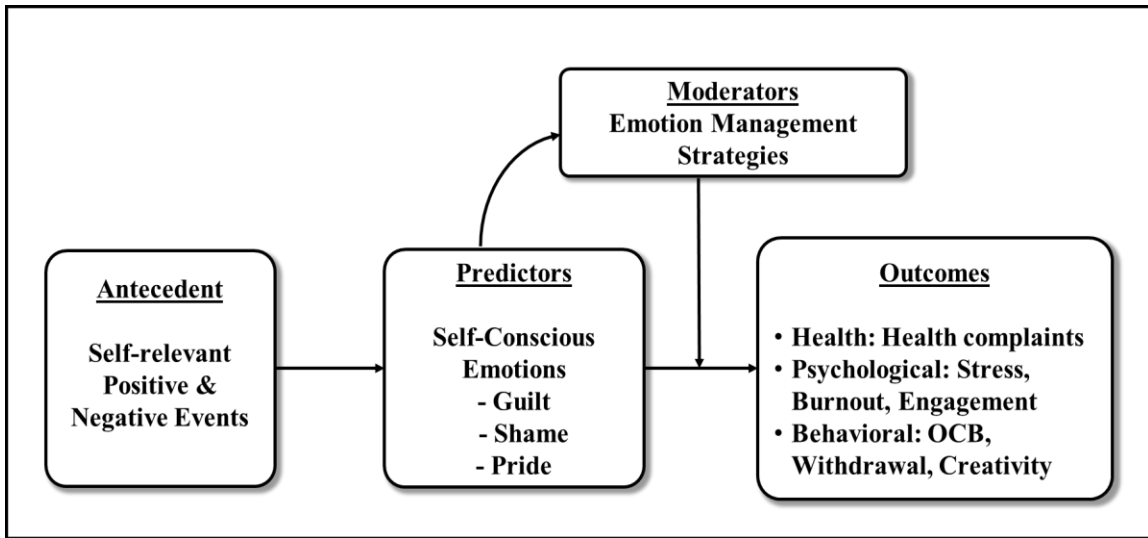 Moderators
Emotion Management
Strategies
Antecedent
Self-relevant
Positive &
Negative Events
Predictors
Self-Conscious
Emotions
- Guilt
- Shame
- Pride
Outcomes
• Health: Health complaints
• Psychological: Stress,
Burnout, Engagement
• Behavioral: OCB,
Withdrawal, Creativity